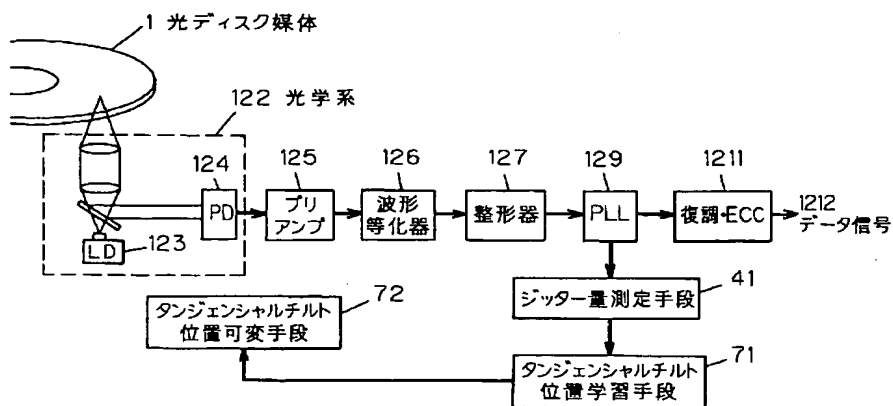 1 光ディスク媒体
122 光学系
124
125
126
127
129
1211
PD
プリ
アンプ
波形
等化器
整形器
PLL
復調・ECC
1212
データ信号
LD
123
41
ジッター量測定手段
72
タンジェンシャルチルト
位置可変手段
71
タンジェンシャルチルト
位置学習手段